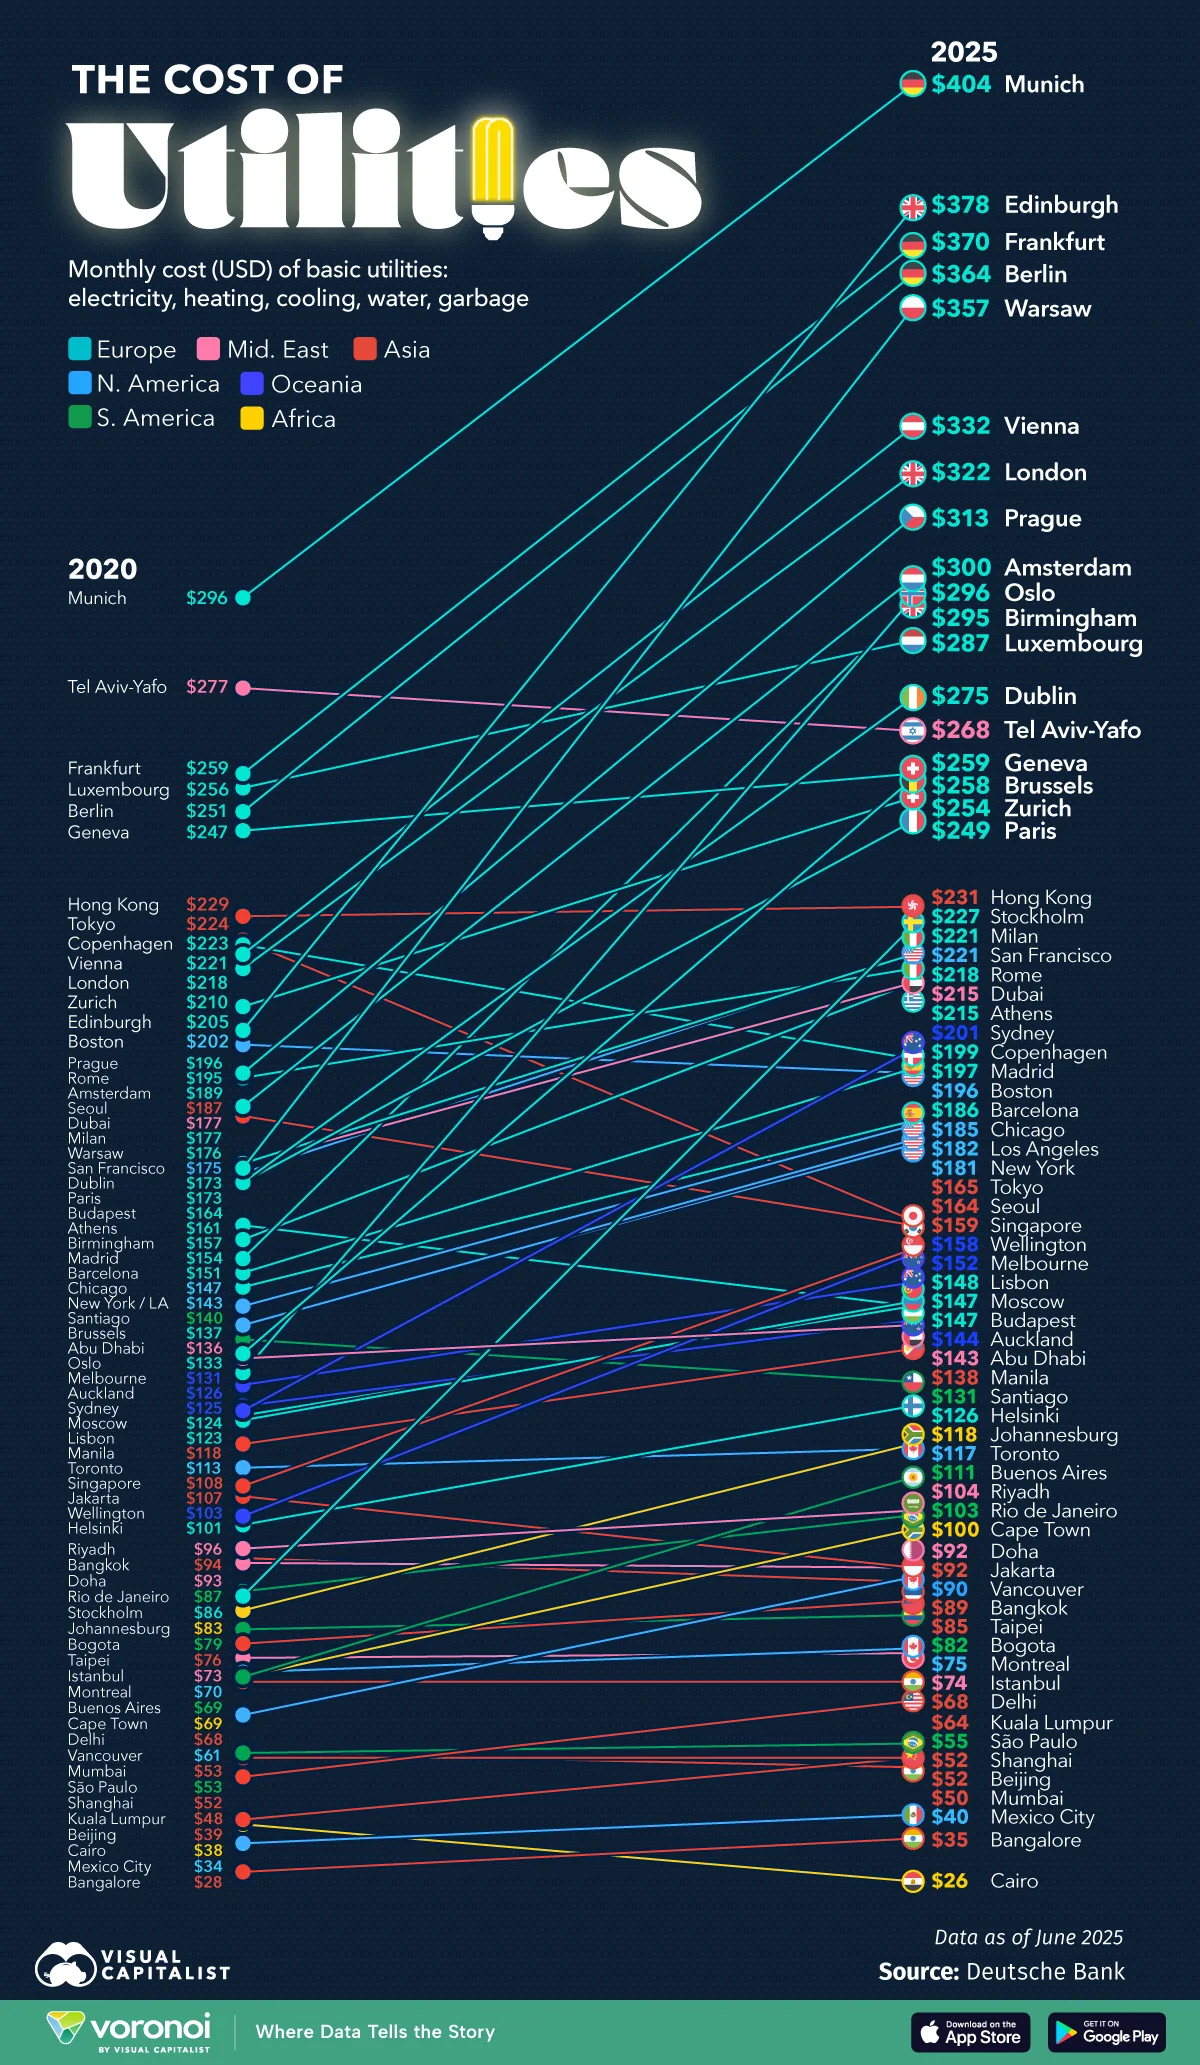 THE COST OF
Utilities
Monthly cost (USD) of basic utilities:
electricity, heating, cooling, water, garbage
Europe Mid. East Asia
N. America Oceania
S. America Africa
2025
$404 Munich
$378 Edinburgh
$370 Frankfurt
$364 Berlin
$357 Warsaw
$332 Vienna
$322 London
$313 Prague
$300 Amsterdam
$296 Oslo
$295 Birmingham
$287 Luxembourg
$275 Dublin
$268 Tel Aviv-Yafo
$259 Geneva
$258 Brussels
$254 Zurich
$249 Paris
$231 Hong Kong
$227 Stockholm
$221 Milan
$221 San Francisco
$218 Rome
$215 Dubai
$215 Athens
$201 Sydney
$199 Copenhagen
$197 Madrid
$196 Boston
$186 Barcelona
$185 Chicago
$182 Los Angeles
$181 New York
$165 Tokyo
$164 Seoul
$159 Singapore
$158 Wellington
$152 Melbourne
$148 Lisbon
$147 Moscow
$147 Budapest
$144 Auckland
$143 Abu Dhabi
$138 Manila
$131 Santiago
$126 Helsinki
$118 Johannesburg
$117 Toronto
$111 Buenos Aires
$104 Riyadh
$103 Rio de Janeiro
$100 Cape Town
$92 Doha
$92 Jakarta
$90 Vancouver
$89 Bangkok
$85 Taipei
$82 Bogota
$75 Montreal
$74 Istanbul
$68 Delhi
$64 Kuala Lumpur
$55 São Paulo
$52 Shanghai
$52 Beijing
$50 Mumbai
$40 Mexico City
$35 Bangalore
$26 Cairo
2020
Munich $296
Tel Aviv-Yafo $277
Frankfurt $259
Luxembourg $256
Berlin $251
Geneva $247
Hong Kong $229
Tokyo $224
Copenhagen $223
Vienna $221
London $218
Zurich $210
Edinburgh $205
Boston $202
Prague $196
Rome $195
Amsterdam $189
Seoul $187
Dubai $177
Milan $177
Warsaw $176
San Francisco $175
Dublin $173
Paris $173
Budapest $164
Athens $161
Birmingham $157
Madrid $154
Barcelona $151
Chicago $147
New York / LA $143
Santiago $140
Brussels $137
Abu Dhabi $136
Oslo $133
Melbourne $131
Auckland $126
Sydney $125
Moscow $124
Lisbon $123
Manila $118
Toronto $113
Singapore $108
Jakarta $107
Wellington $103
Helsinki $101
Riyadh $96
Bangkok $94
Doha $93
Rio de Janeiro $87
Stockholm $86
Johannesburg $83
Bogota $79
Taipei $76
Istanbul $73
Montreal $70
Buenos Aires $69
Cape Town $69
Delhi $68
Vancouver $61
Mumbai $53
São Paulo $53
Shanghai $52
Kuala Lumpur $48
Beijing $39
Cairo $38
Mexico City $34
Bangalore $28
Data as of June 2025
Source: Deutsche Bank
VISUAL
CAPITALIST
voronoi
BY VISUAL CAPITALIST
Where Data Tells the Story
Download on the
App Store
GET IT ON
Google Play